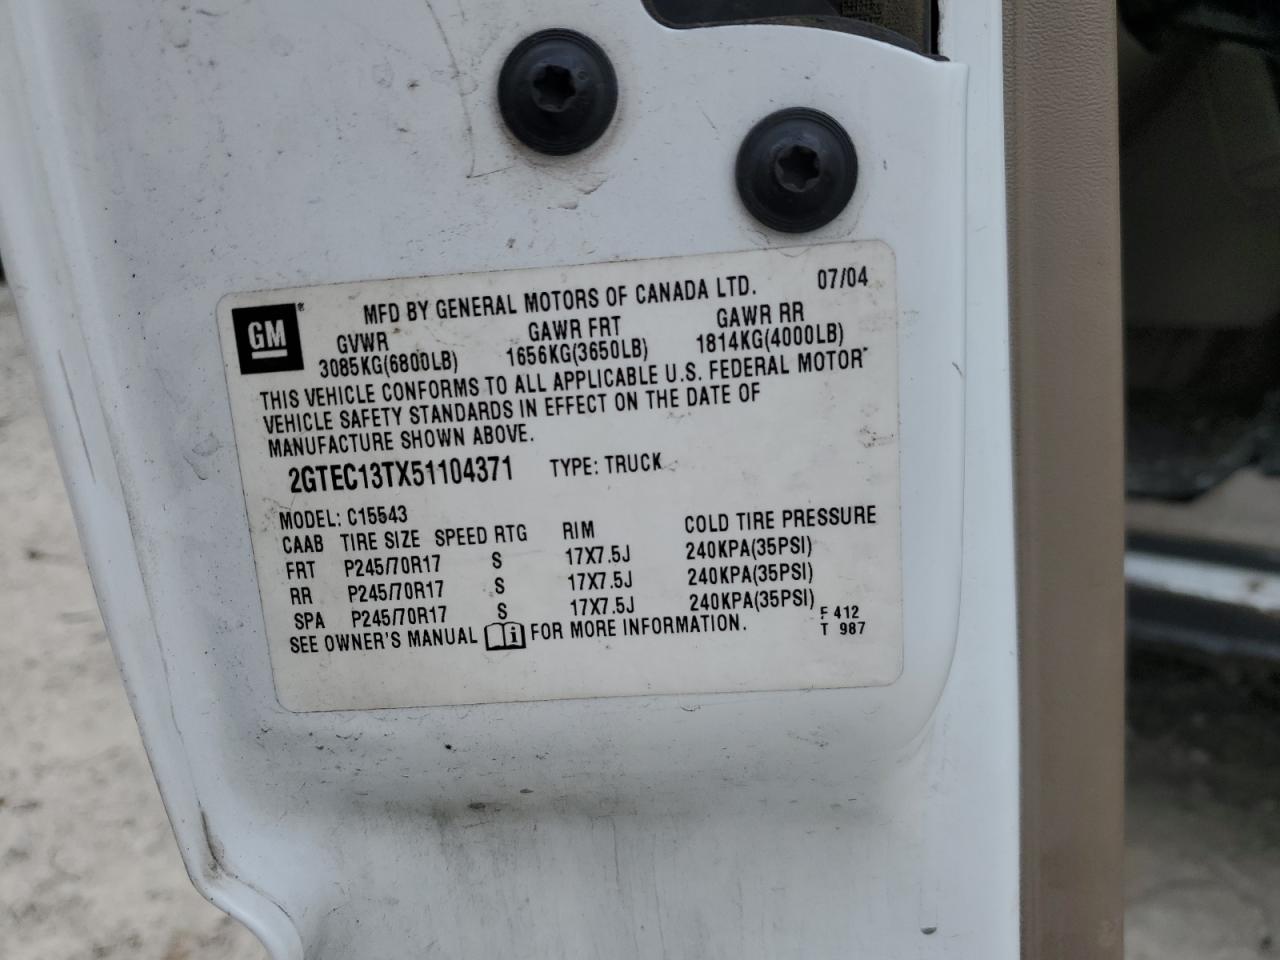 GM
MFD BY GENERAL MOTORS OF CANADA LTD. 07/04
GVWR GAWR FRT GAWR RR
3085KG(6800LB) 1656KG(3650LB) 1814KG(4000LB)
THIS VEHICLE CONFORMS TO ALL APPLICABLE U.S. FEDERAL MOTOR
VEHICLE SAFETY STANDARDS IN EFFECT ON THE DATE OF
MANUFACTURE SHOWN ABOVE.
2GTEC13TX51104371 TYPE: TRUCK
MODEL: C15543
CAAB TIRE SIZE SPEED RTG RIM COLD TIRE PRESSURE
FRT P245/70R17 S 17X7.5J 240KPA(35PSI)
RR P245/70R17 S 17X7.5J 240KPA(35PSI)
SPA P245/70R17 S 17X7.5J 240KPA(35PSI)
SEE OWNER'S MANUAL i FOR MORE INFORMATION.
F 412
T 987